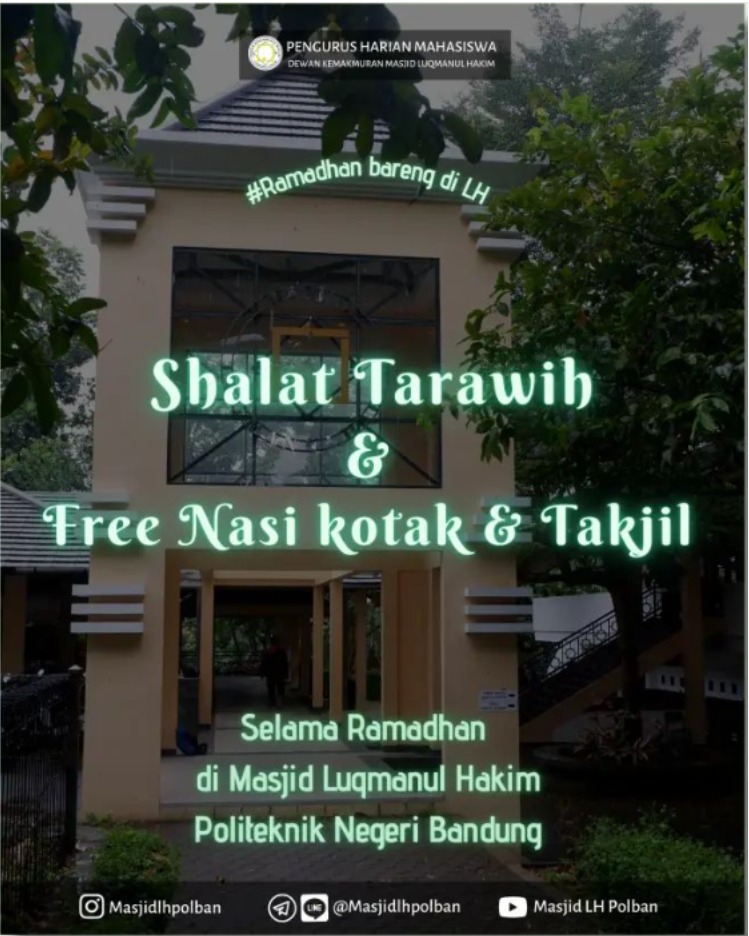 PENGURUS HARIAN MAHASISWA
DEWAN KEMAKMURAN MASJID LUQMANUL HAKIM
#Ramadhan bareng di LH
Shalat Tarawih
&
Free Nasi kotak & Takjil
Selama Ramadhan
di Masjid Luqmanul Hakim
Politeknik Negeri Bandung
Masjidlhpolban
LINE
@Masjidlhpolban
Masjid LH Polban